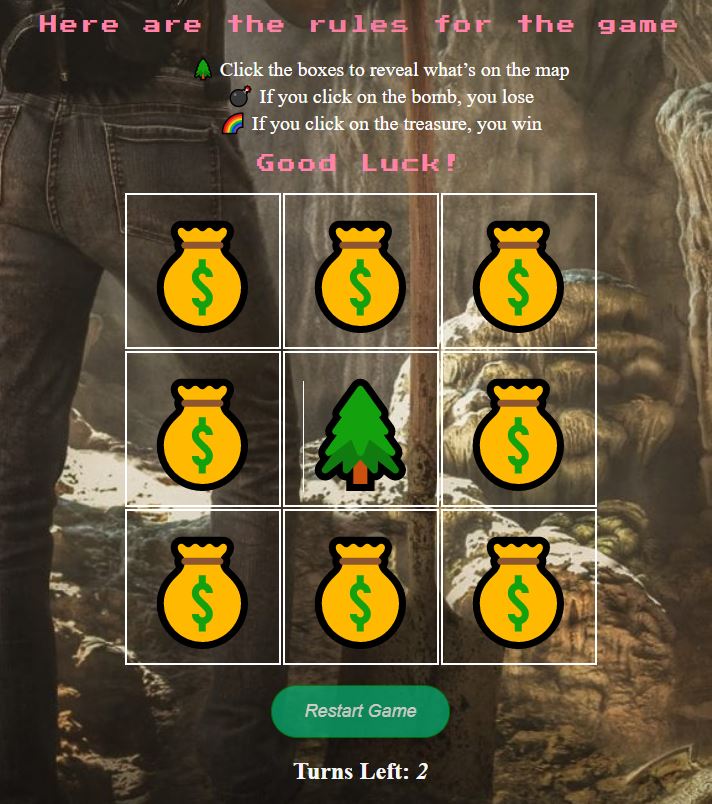 Here are the rules for the game
Click the boxes to reveal what’s on the map
If you click on the bomb, you lose
If you click on the treasure, you win
Good Luck!
$ $ $
$ $
$ $ $
Restart Game
Turns Left: 2